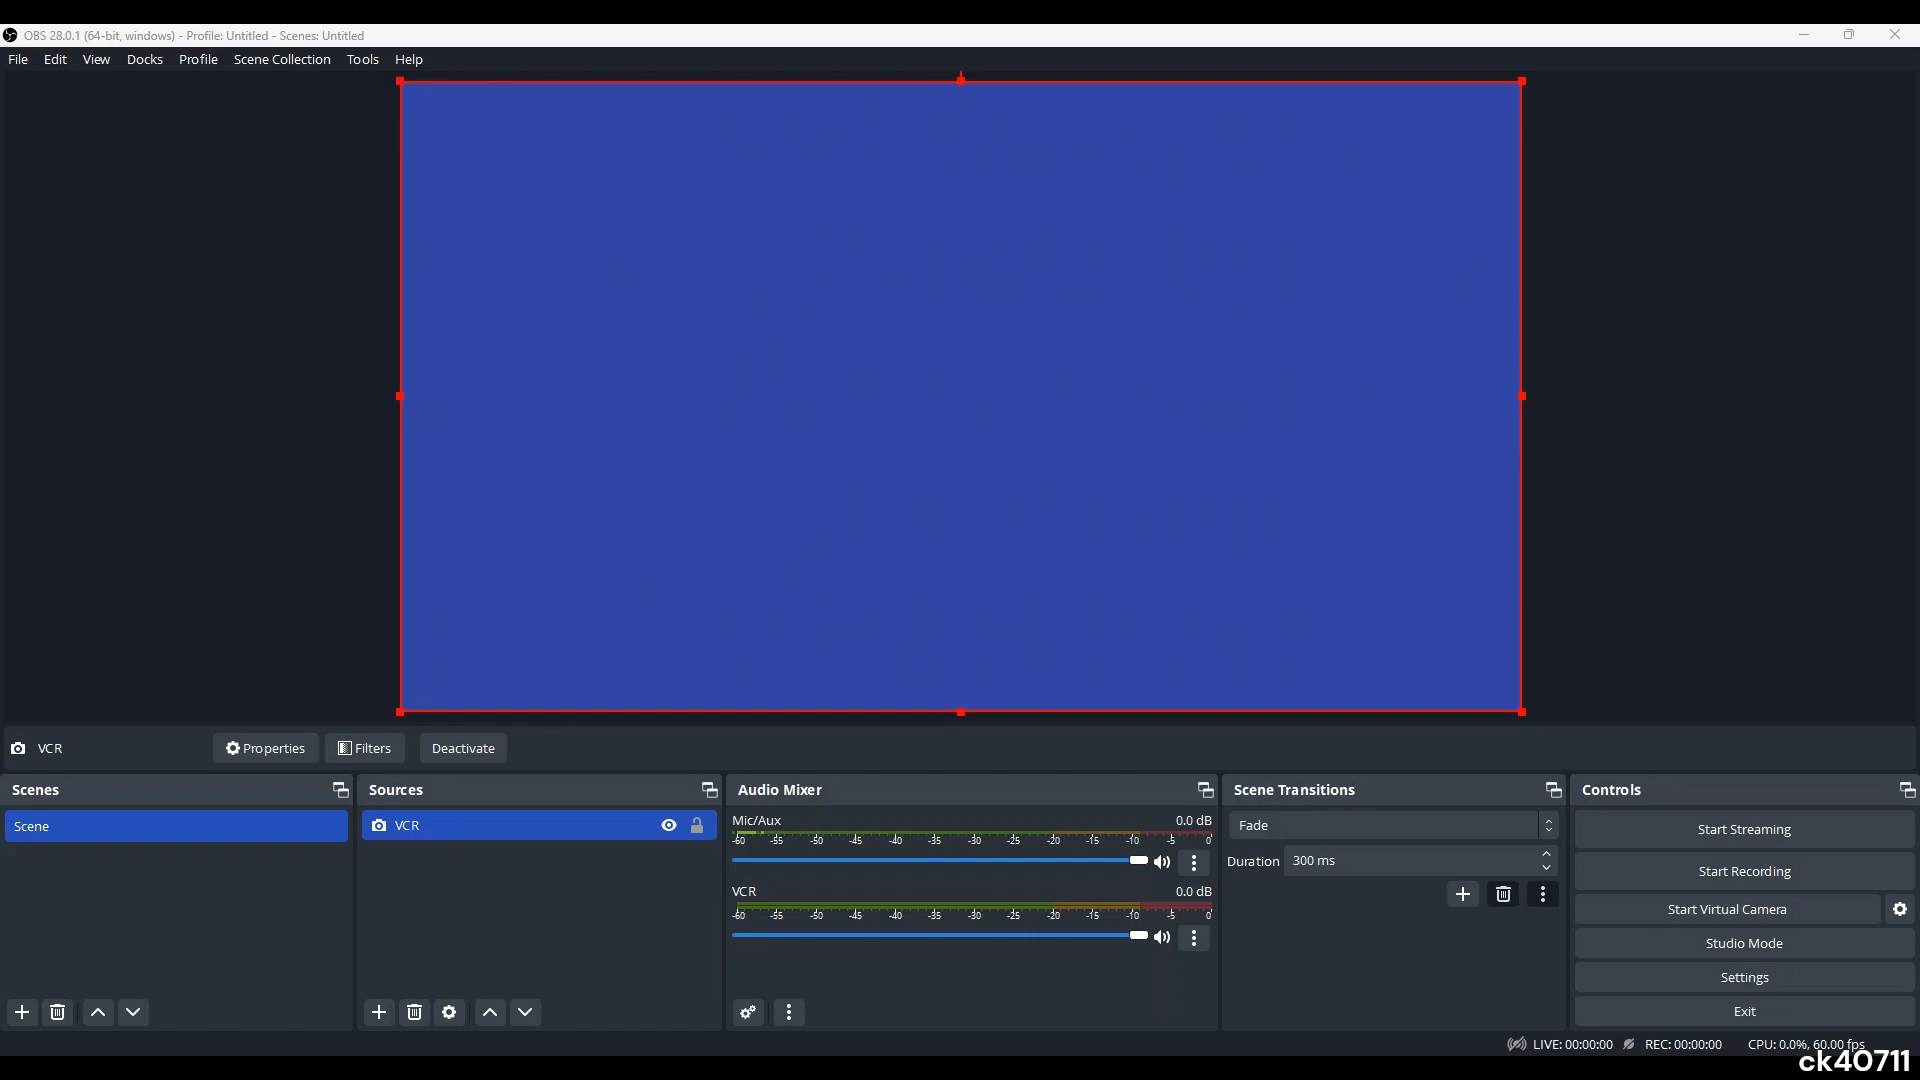 OBS 28.0.1 (64-bit, windows) - Profile: Untitled - Scenes: Untitled
File Edit View Docks Profile Scene Collection Tools Help
VCR Properties Filters Deactivate
Scenes Sources Audio Mixer Scene Transitions Controls
Scene
VCR
Mic/Aux 0.0 dB
-60 -55 -50 -45 -40 -35 -30 -25 -20 -15 -10 -5 0
VCR 0.0 dB
-60 -55 -50 -45 -40 -35 -30 -25 -20 -15 -10 -5 0
Fade
Duration 300 ms
Start Streaming
Start Recording
Start Virtual Camera
Studio Mode
Settings
Exit
LIVE: 00:00:00 REC: 00:00:00 CPU: 0.0%, 60.00 fps
ck40711